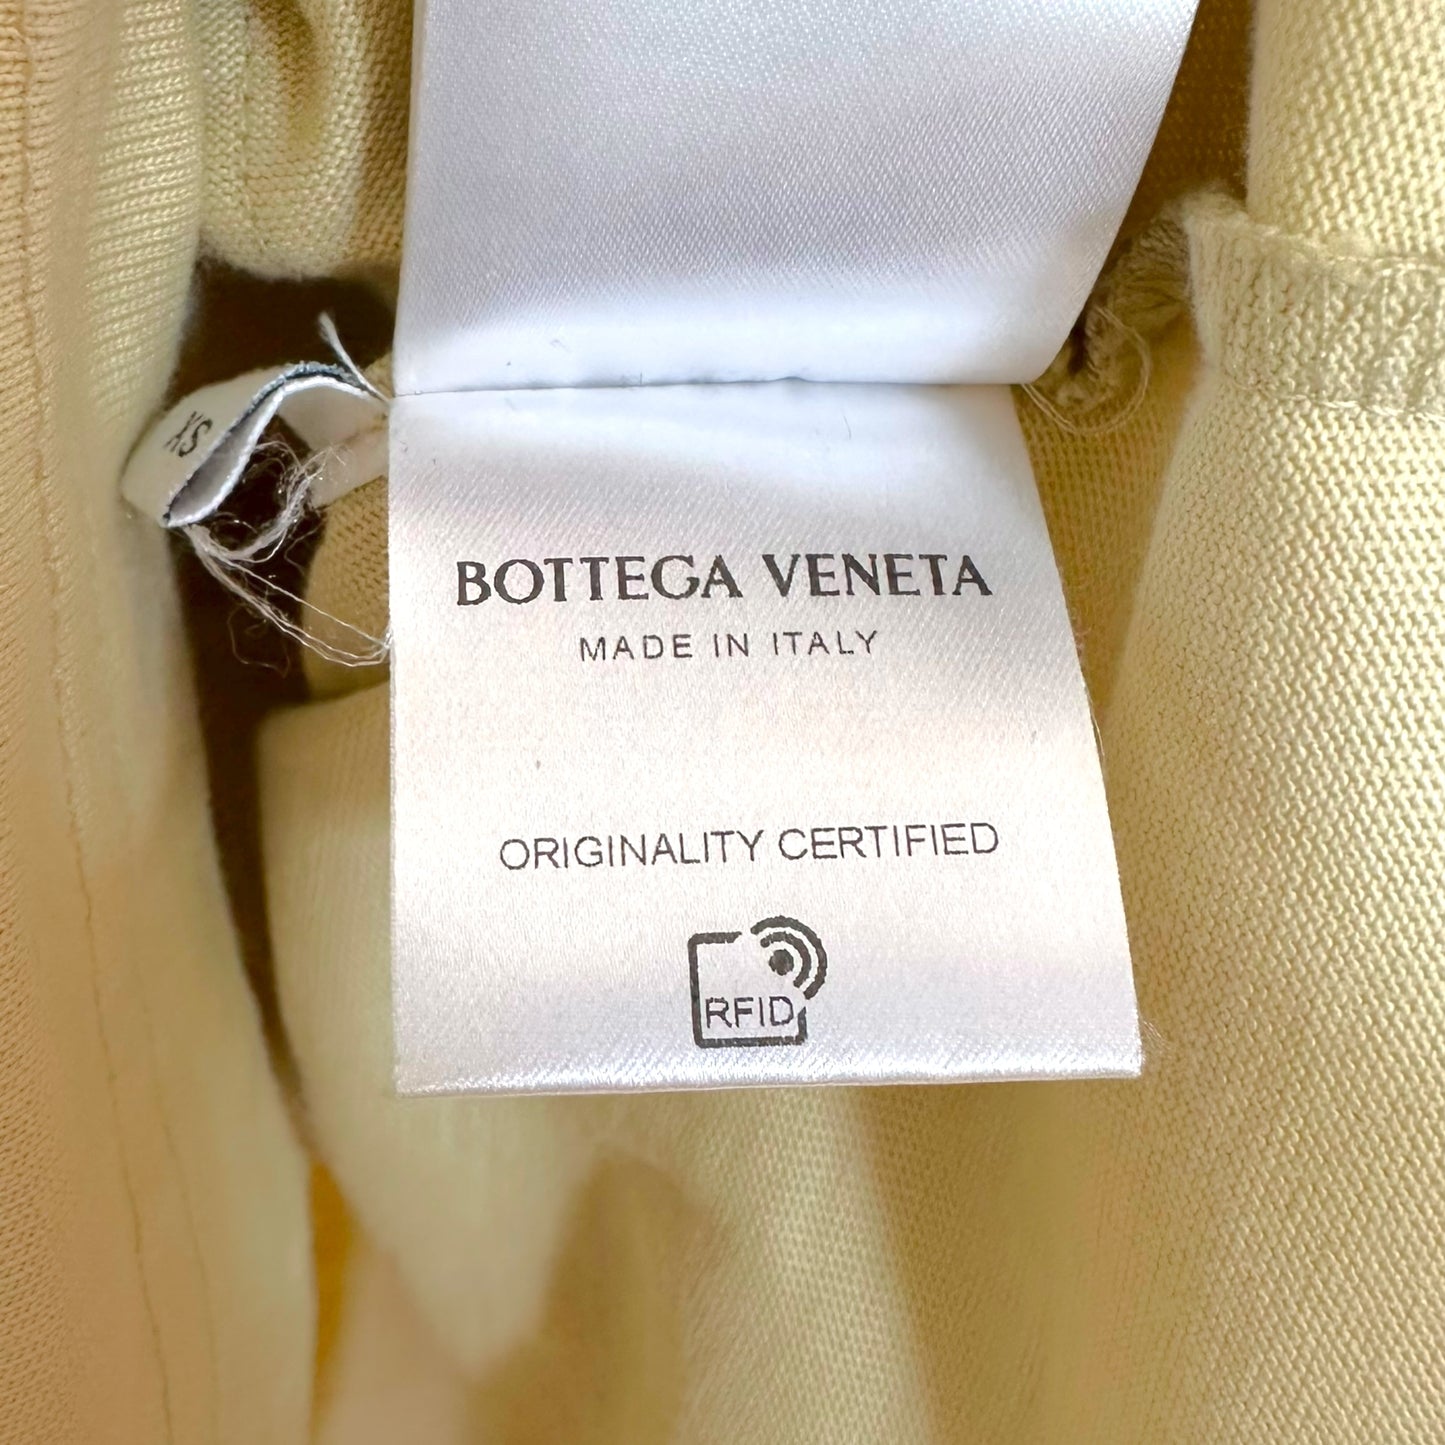 XS
BOTTEGA VENETA
MADE IN ITALY
ORIGINALITY CERTIFIED
RFID